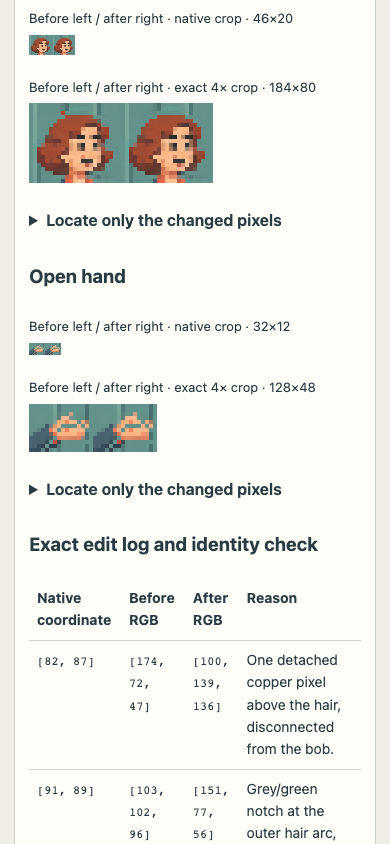 Before left / after right · native crop · 46×20
Before left / after right · exact 4× crop · 184×80
▶ Locate only the changed pixels
Open hand
Before left / after right · native crop · 32×12
Before left / after right · exact 4× crop · 128×48
▶ Locate only the changed pixels
Exact edit log and identity check
Native coordinate Before RGB After RGB Reason
[82, 87] [174, 72, 47] [100, 139, 136] One detached copper pixel above the hair, disconnected from the bob.
[91, 89] [103, 102, 96] [151, 77, 56] Grey/green notch at the outer hair arc,